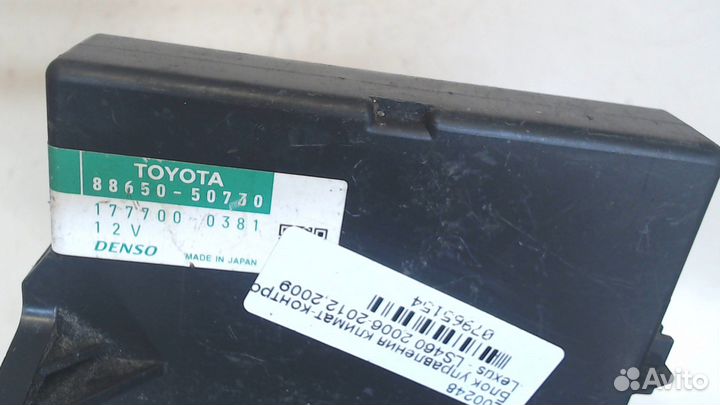 TOYOTA
88650-50730
177700 0381
12V
DENSO MADE IN JAPAN
200248
Блок управления климат-контро
Lexus : LS460 2006-2012 2009
07965154
Avito